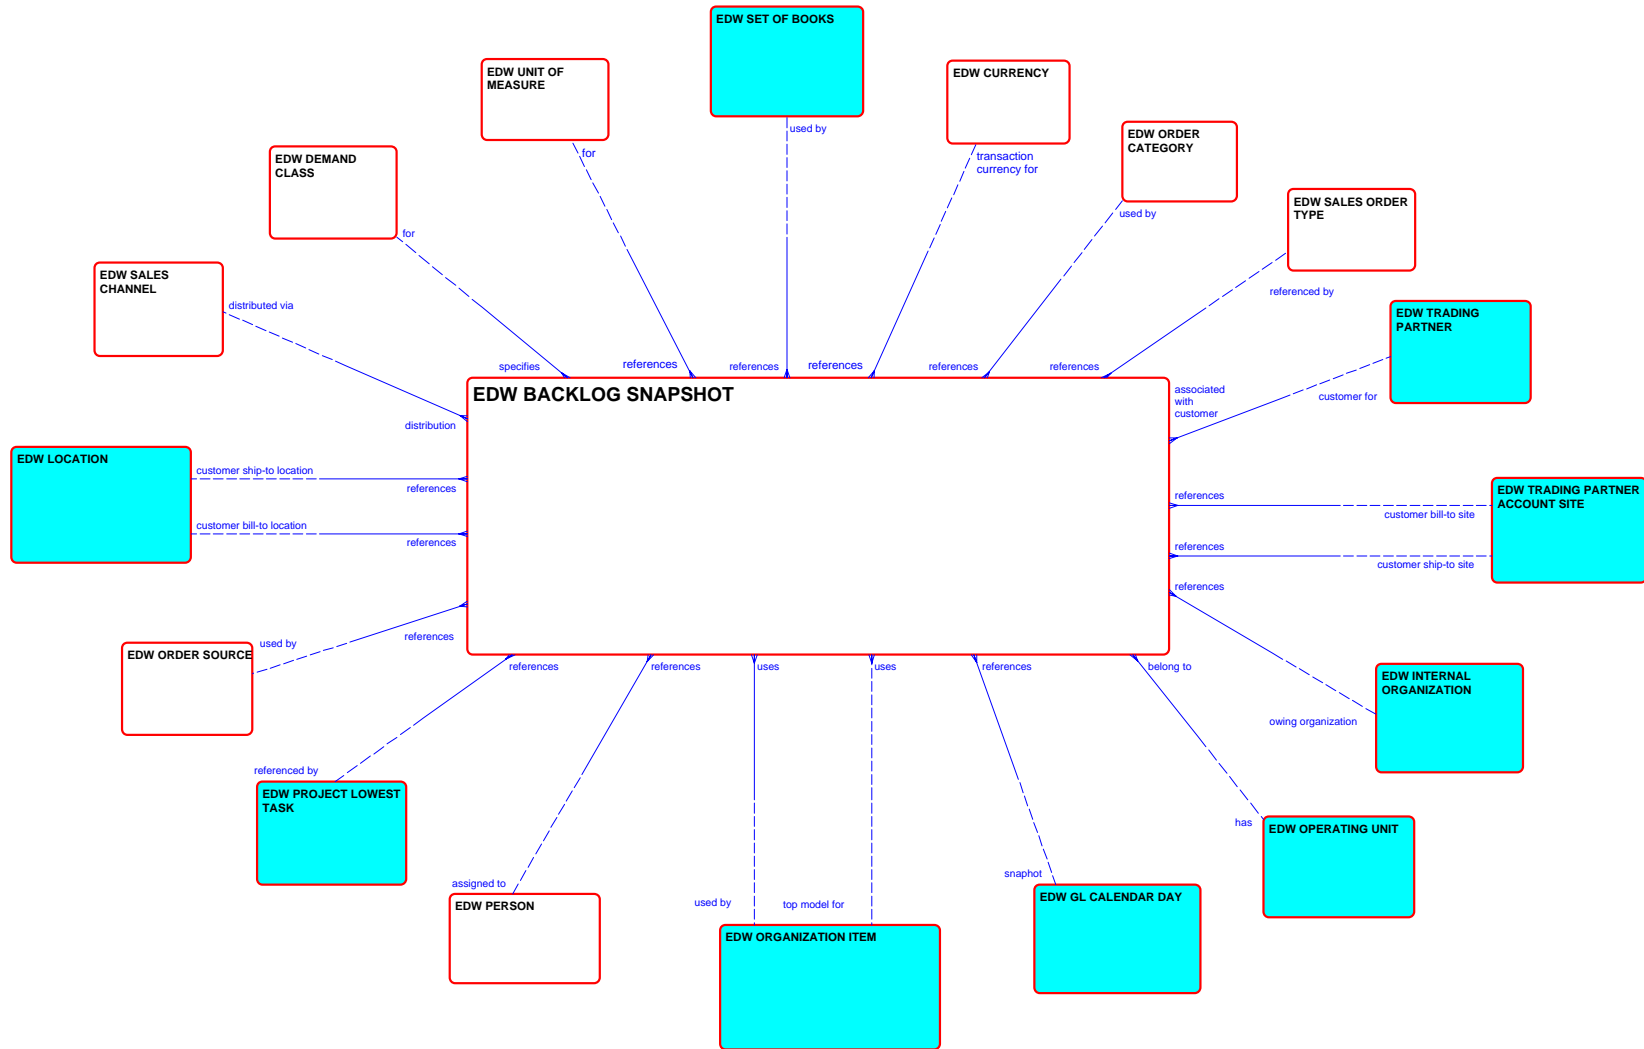 EDW SET OF BOOKS
EDW UNIT OF
MEASURE
EDW CURRENCY
EDW ORDER
CATEGORY
EDW DEMAND
CLASS
EDW SALES ORDER
TYPE
EDW SALES
CHANNEL
EDW TRADING
PARTNER
used by
for
transaction
currency for
used by
for
referenced by
distributed via
customer for
specifies
references
references
references
references
references
EDW BACKLOG SNAPSHOT
associated
with
customer
distribution
EDW LOCATION
customer ship-to location
references
customer bill-to location
references
EDW TRADING PARTNER
ACCOUNT SITE
references
customer bill-to site
references
customer ship-to site
references
EDW ORDER SOURCE
used by
references
references
references
uses
uses
references
belong to
EDW INTERNAL
ORGANIZATION
owing organization
referenced by
EDW PROJECT LOWEST
TASK
has
EDW OPERATING UNIT
assigned to
EDW PERSON
used by
top model for
EDW ORGANIZATION ITEM
snaphot
EDW GL CALENDAR DAY